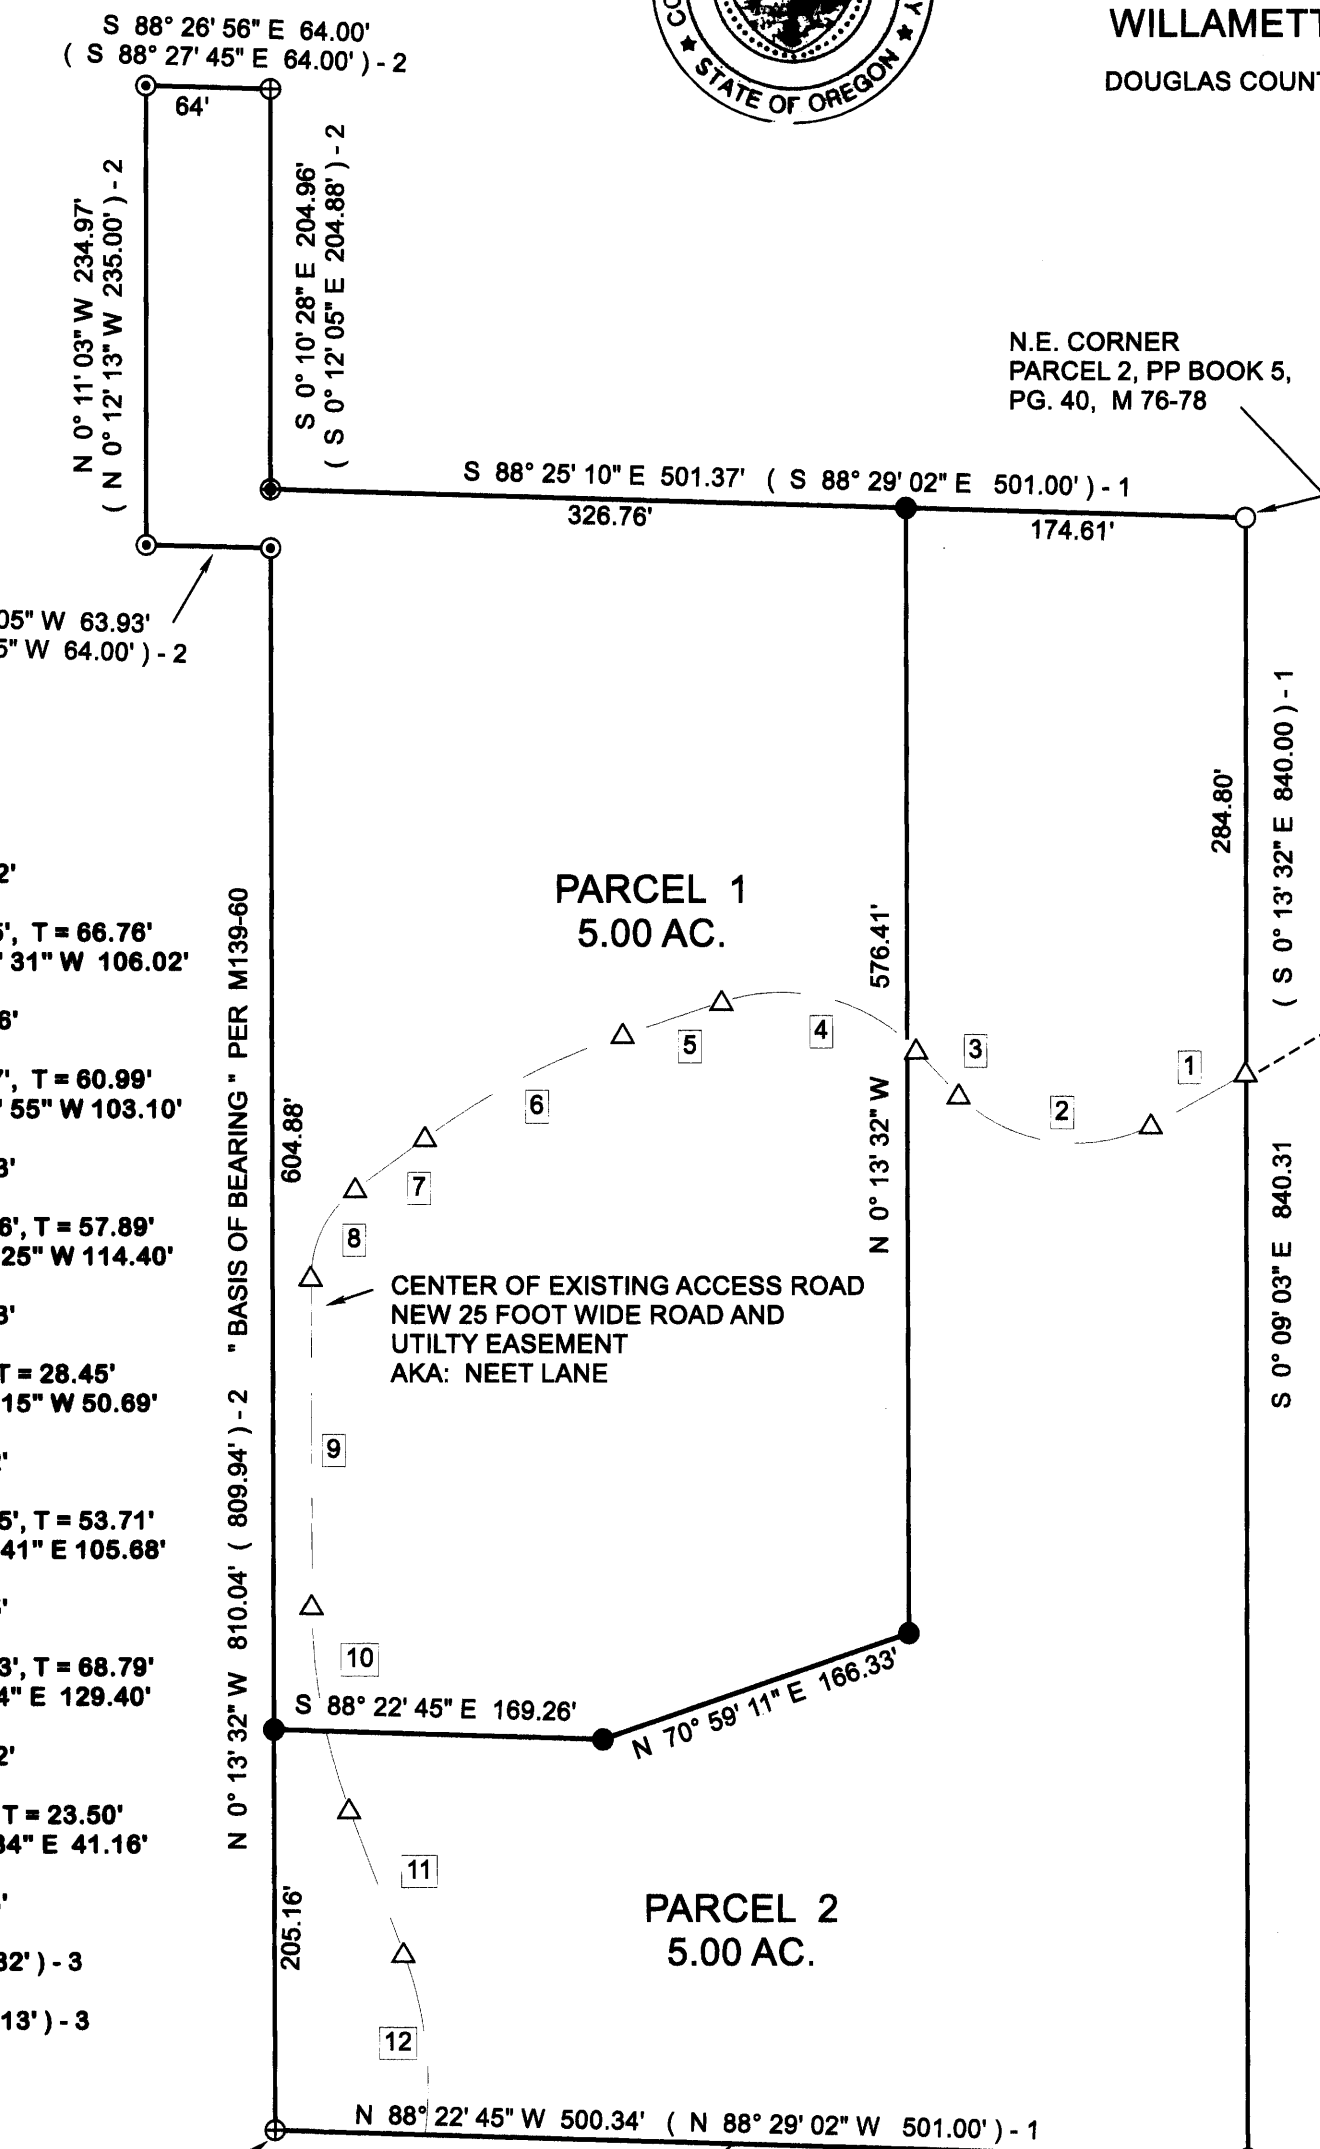 S 88° 26' 56" E 64.00'
( S 88° 27' 45" E 64.00' ) - 2
64'
N 0° 11' 03" W 234.97'
( N 0° 12' 13" W 235.00' ) - 2
S 0° 10' 28" E 204.96'
( S 0° 12' 05" E 204.88' ) - 2
STATE OF OREGON
WILLAMETT
DOUGLAS COUN
N.E. CORNER
PARCEL 2, PP BOOK 5,
PG. 40, M 76-78
S 88° 25' 10" E 501.37' ( S 88° 29' 02" E 501.00' ) - 1
326.76'
174.61'
05" W 63.93'
5" W 64.00' ) - 2
284.80'
( S 0° 13' 32" E 840.00 ) - 1
S 0° 09' 03" E 840.31
PARCEL 1
5.00 AC.
576.41'
N 0° 13' 32" W
604.88'
" BASIS OF BEARING " PER M139-60
N 0° 13' 32" W 810.04' ( 809.94' ) - 2
1
2
3
4
5
6
7
8
9
10
11
12
CENTER OF EXISTING ACCESS ROAD
NEW 25 FOOT WIDE ROAD AND
UTILTY EASEMENT
AKA: NEET LANE
2'
5', T = 66.76'
' 31" W 106.02'
6'
7', T = 60.99'
' 55" W 103.10'
3'
6', T = 57.89'
25" W 114.40'
3'
T = 28.45'
15" W 50.69'
5', T = 53.71'
41" E 105.68'
3', T = 68.79'
4" E 129.40'
2'
T = 23.50'
34" E 41.16'
32' ) - 3
13' ) - 3
S 88° 22' 45" E 169.26'
N 70° 59' 11" E 166.33'
205.16'
PARCEL 2
5.00 AC.
N 88° 22' 45" W 500.34' ( N 88° 29' 02" W 501.00' ) - 1